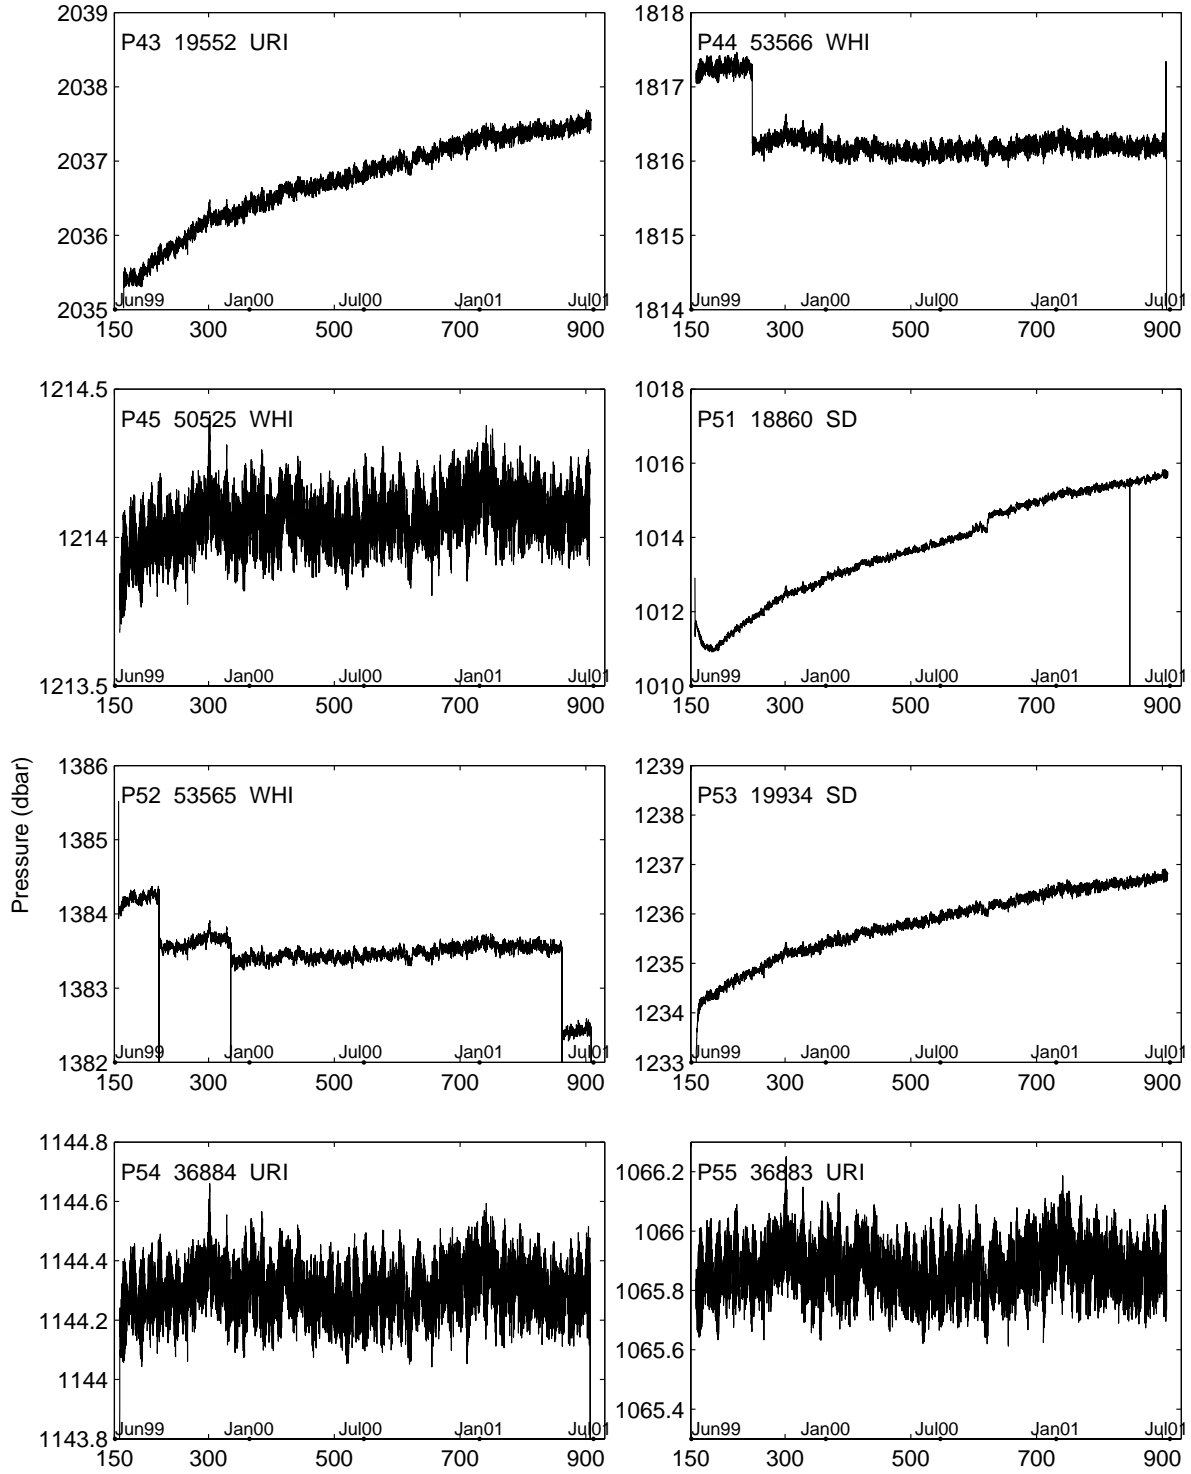 2039
2038
2037
2036
2035
P43 19552 URI
Jun99 Jan00 Jul00 Jan01 Jul01
150 300 500 700 900
1818
1817
1816
1815
1814
P44 53566 WHI
Jun99 Jan00 Jul00 Jan01 Jul01
150 300 500 700 900
1214.5
1214
1213.5
P45 50525 WHI
Jun99 Jan00 Jul00 Jan01 Jul01
150 300 500 700 900
1018
1016
1014
1012
1010
P51 18860 SD
Jun99 Jan00 Jul00 Jan01 Jul01
150 300 500 700 900
Pressure (dbar)
1386
1385
1384
1383
1382
P52 53565 WHI
Jun99 Jan00 Jul00 Jan01 Jul01
150 300 500 700 900
1239
1238
1237
1236
1235
1234
1233
P53 19934 SD
Jun99 Jan00 Jul00 Jan01 Jul01
150 300 500 700 900
1144.8
1144.6
1144.4
1144.2
1144
1143.8
P54 36884 URI
Jun99 Jan00 Jul00 Jan01 Jul01
150 300 500 700 900
1066.2
1066
1065.8
1065.6
1065.4
P55 36883 URI
Jun99 Jan00 Jul00 Jan01 Jul01
150 300 500 700 900